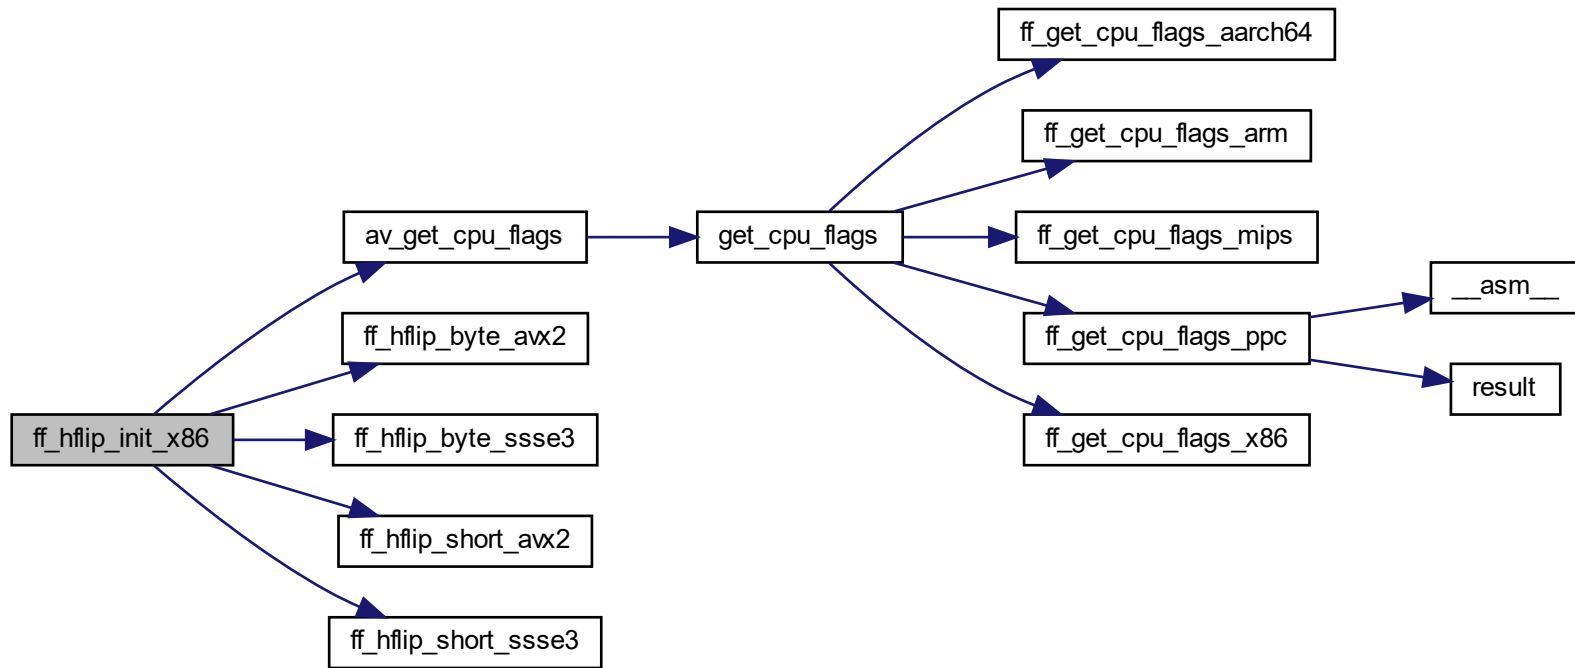 ff_get_cpu_flags_aarch64
ff_get_cpu_flags_arm
av_get_cpu_flags
get_cpu_flags
ff_get_cpu_flags_mips
__asm__
ff_hflip_byte_avx2
ff_get_cpu_flags_ppc
result
ff_hflip_init_x86
ff_hflip_byte_ssse3
ff_get_cpu_flags_x86
ff_hflip_short_avx2
ff_hflip_short_ssse3